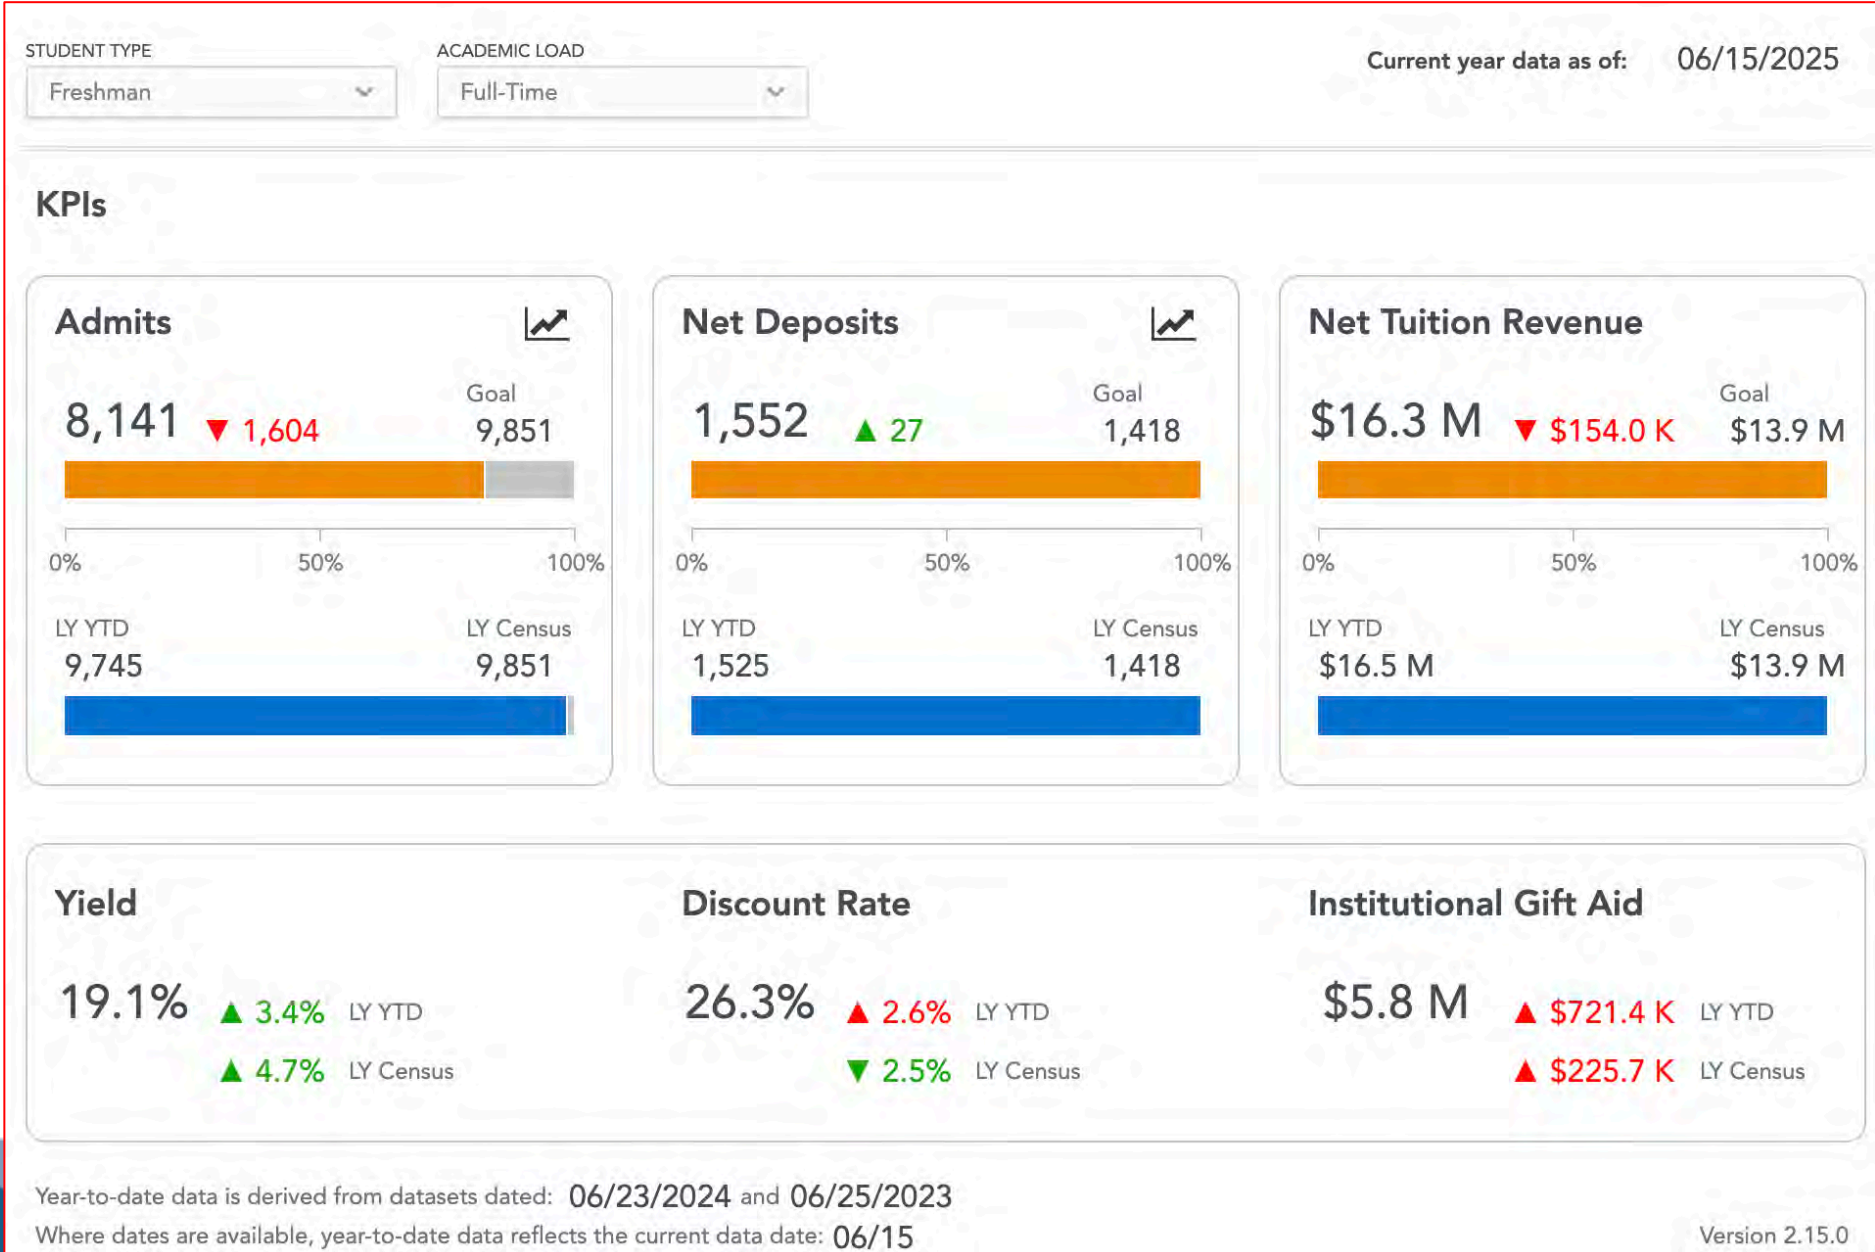 STUDENT TYPE
Freshman
ACADEMIC LOAD
Full-Time
Current year data as of: 06/15/2025
KPIs
Admits
Goal
8,141 ▼ 1,604 9,851
0% 50% 100%
LY YTD LY Census
9,745 9,851
Net Deposits
Goal
1,552 ▲ 27 1,418
0% 50% 100%
LY YTD LY Census
1,525 1,418
Net Tuition Revenue
Goal
$16.3 M ▼ $154.0 K $13.9 M
0% 50% 100%
LY YTD LY Census
$16.5 M $13.9 M
Yield
19.1% ▲ 3.4% LY YTD
▲ 4.7% LY Census
Discount Rate
26.3% ▲ 2.6% LY YTD
▼ 2.5% LY Census
Institutional Gift Aid
$5.8 M ▲ $721.4 K LY YTD
▲ $225.7 K LY Census
Year-to-date data is derived from datasets dated: 06/23/2024 and 06/25/2023
Where dates are available, year-to-date data reflects the current data date: 06/15
Version 2.15.0